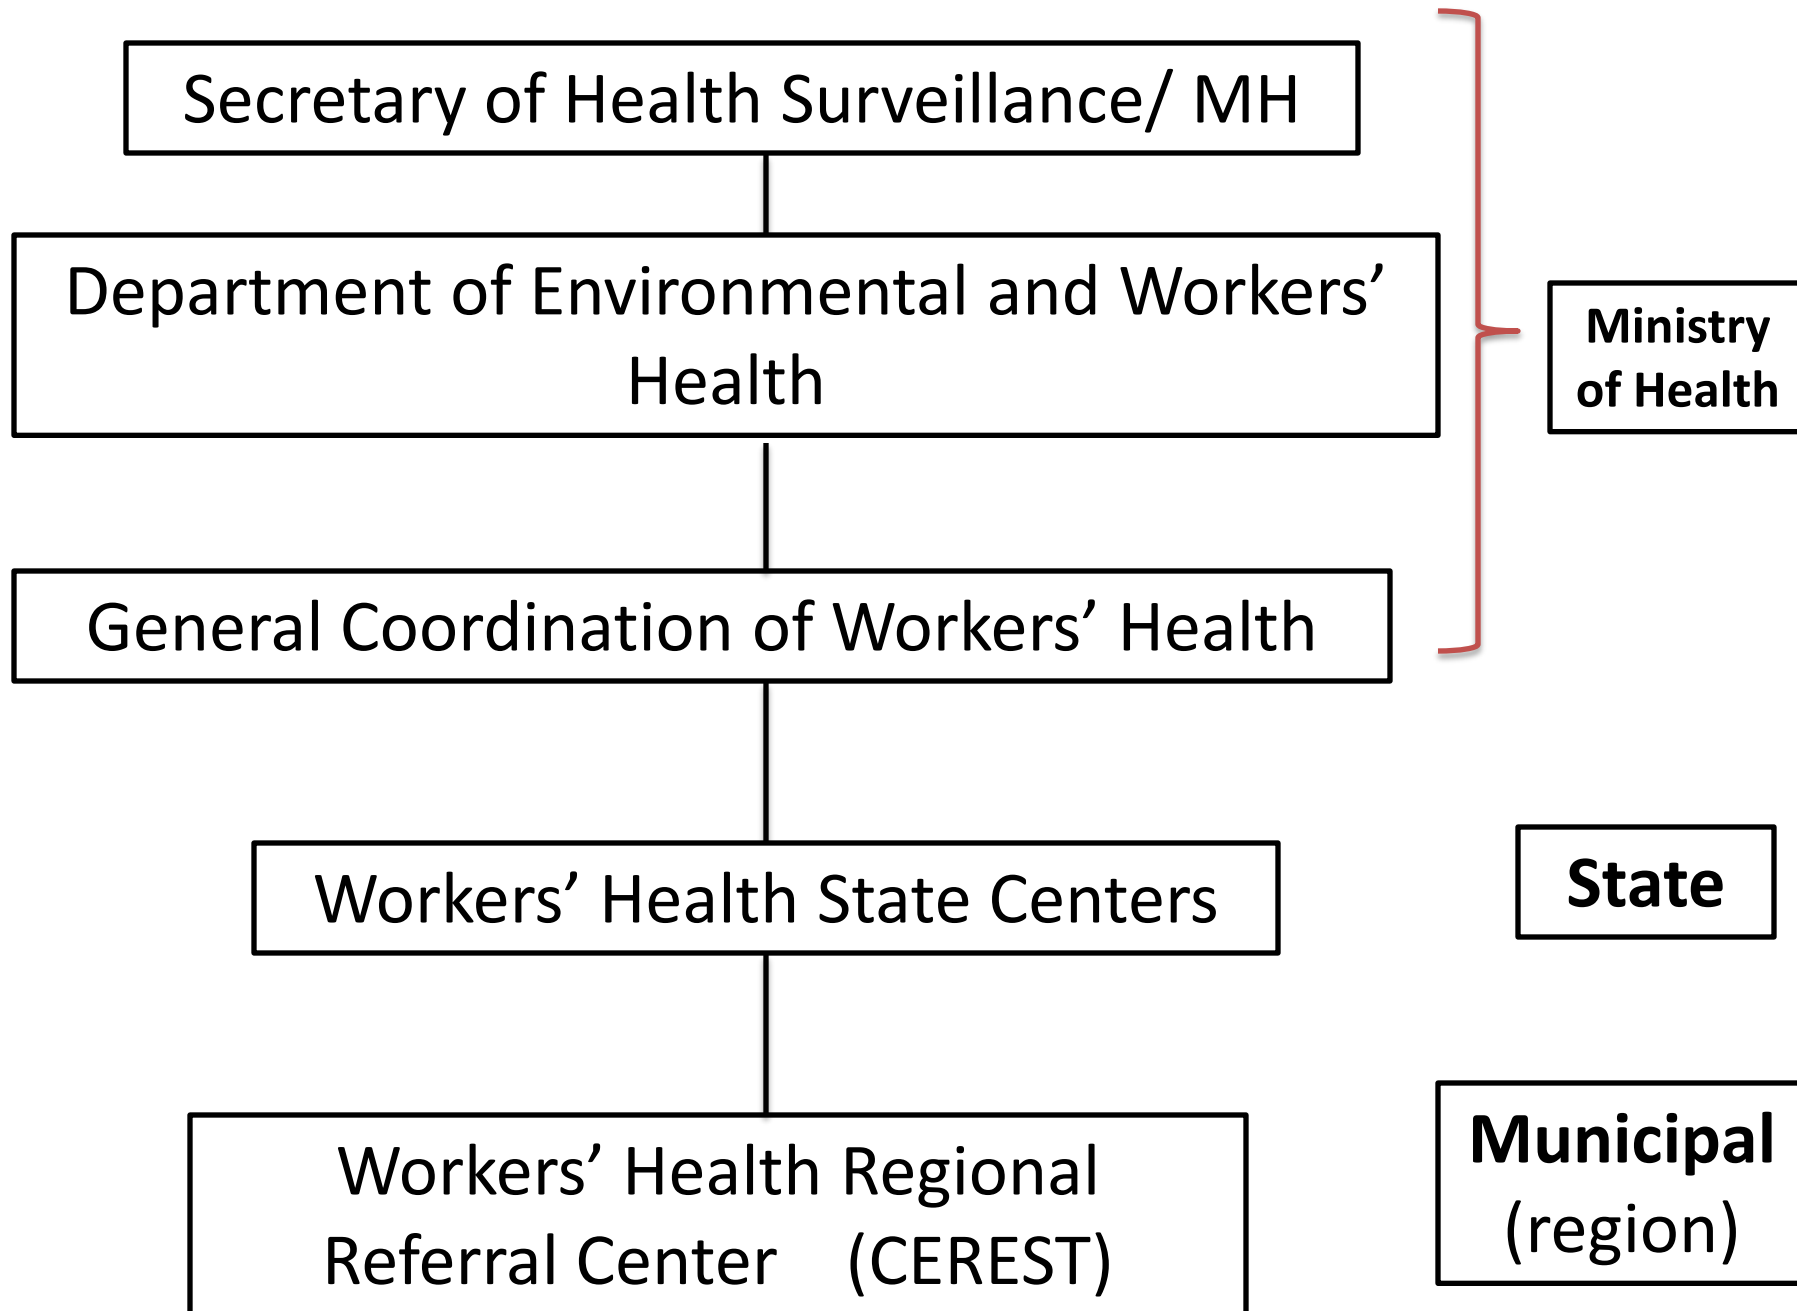 Secretary of Health Surveillance/ MH
Department of Environmental and Workers’
Health
Ministry
of Health
General Coordination of Workers’ Health
Workers’ Health State Centers
State
Workers’ Health Regional
Referral Center (CEREST)
Municipal
(region)